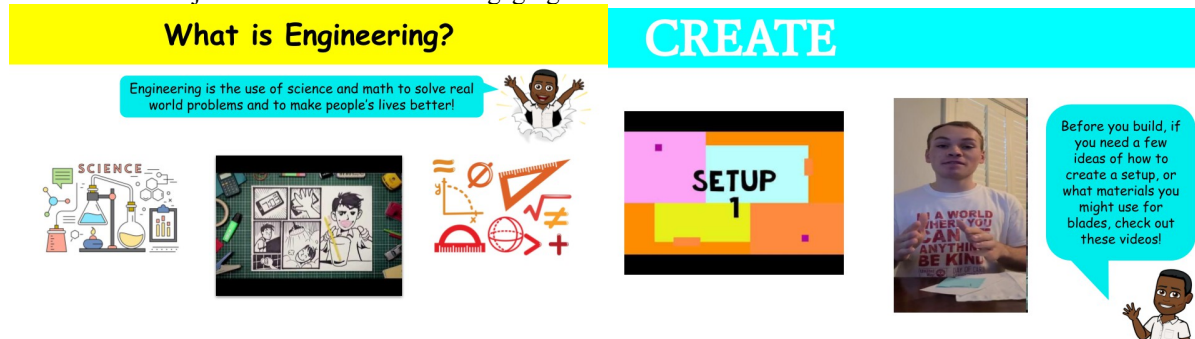 What is Engineering?
Engineering is the use of science and math to solve real
world problems and to make people's lives better!
SCIENCE
y
x
CREATE
SETUP
1
IN A WORLD
WHERE YOU
CAN BE
ANYTHING
BE KIND
Before you build, if
you need a few
ideas of how to
create a setup, or
what materials you
might use for
blades, check out
these videos!